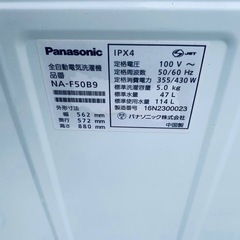 Panasonic
全自動電気洗濯機
品番
NA-F50B9
外形寸法
幅 : 562 mm
奥行 : 572 mm
高さ : 880 mm
IPX4
JET
定格電圧 100 V ～
定格周波数 50/60 Hz
定格消費電力 355/430 W
標準洗濯容量 5.0 kg
標準水量 47 L
標準使用水量 114 L
製造番号 16N2300023
パナソニック株式会社
中国製